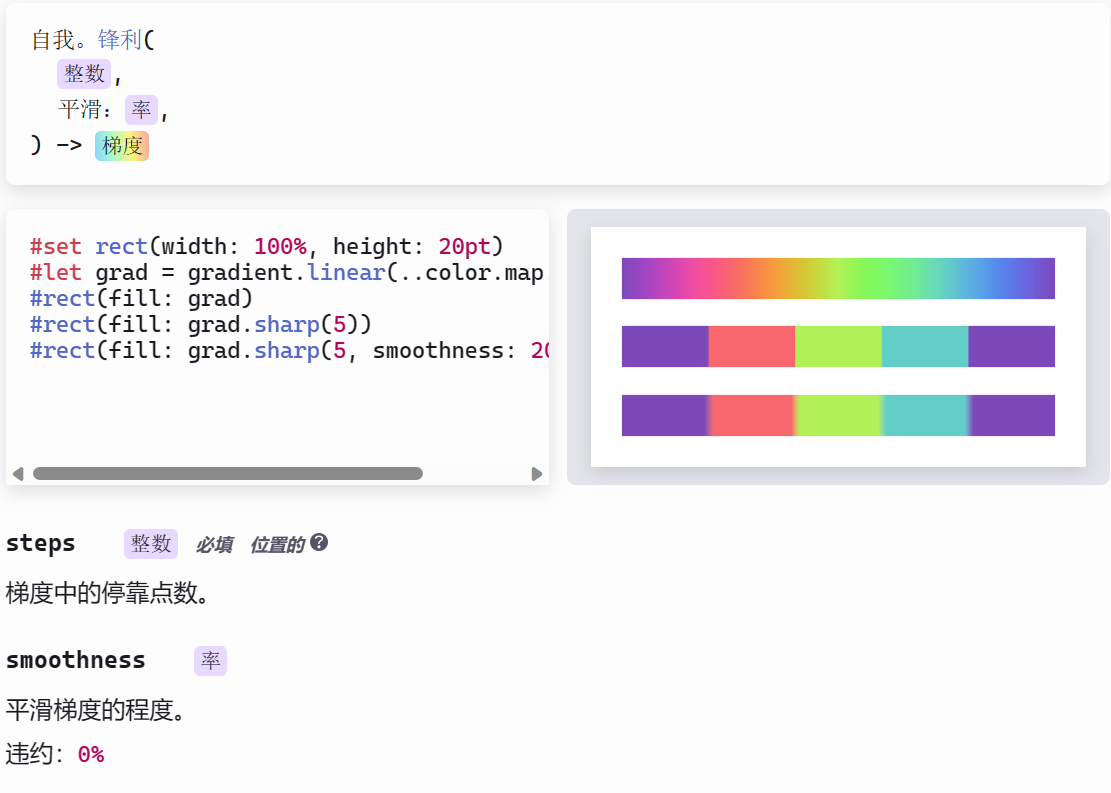 自我。锋利(
整数,
平滑：率,
) -> 梯度
#set rect(width: 100%, height: 20pt)
#let grad = gradient.linear(..color.map.
#rect(fill: grad)
#rect(fill: grad.sharp(5))
#rect(fill: grad.sharp(5, smoothness: 20
steps 整数 必填 位置的 ?
梯度中的停靠点数。
smoothness 率
平滑梯度的程度。
违约：0%